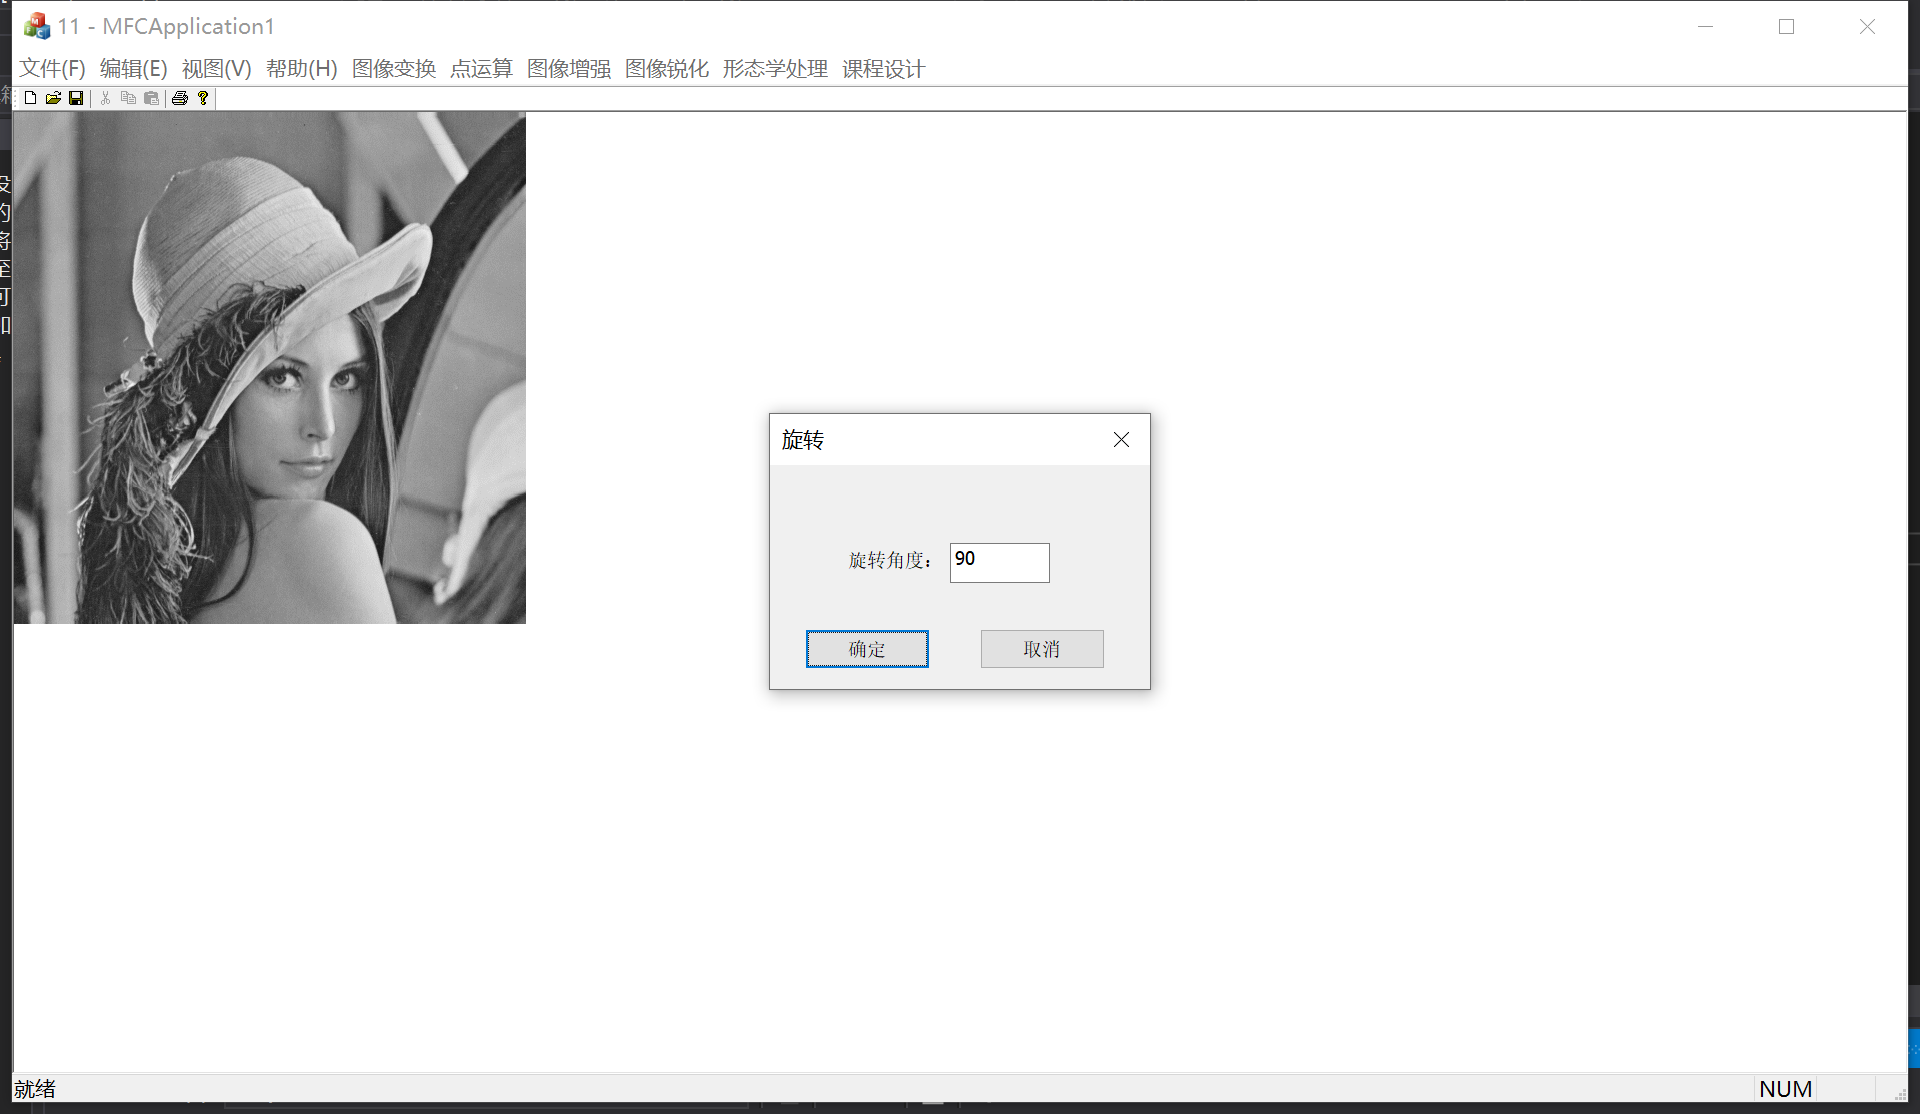 11 - MFCApplication1
文件(F) 编辑(E) 视图(V) 帮助(H) 图像变换 点运算 图像增强 图像锐化 形态学处理 课程设计
旋转
旋转角度：
90
确定
取消
就绪
NUM